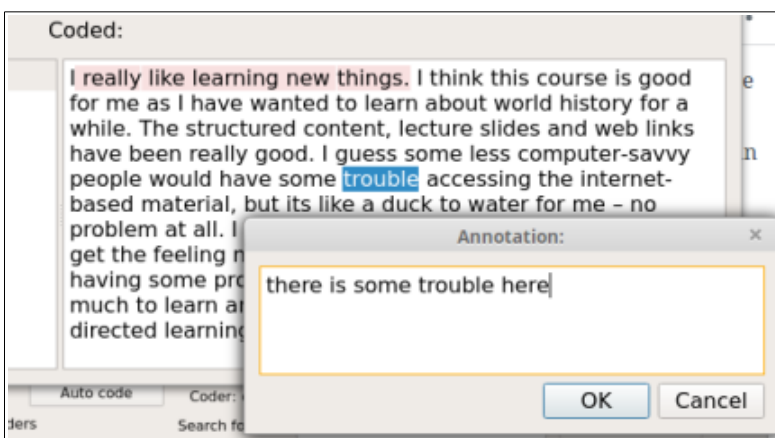 Coded:
I really like learning new things. I think this course is good
for me as I have wanted to learn about world history for a
while. The structured content, lecture slides and web links
have been really good. I guess some less computer-savvy
people would have some trouble accessing the internet-
based material, but its like a duck to water for me – no
problem at all. I
get the feeling
having some
much to learn
directed learning
Annotation:
there is some trouble here
OK Cancel
Auto code Coder:
Search